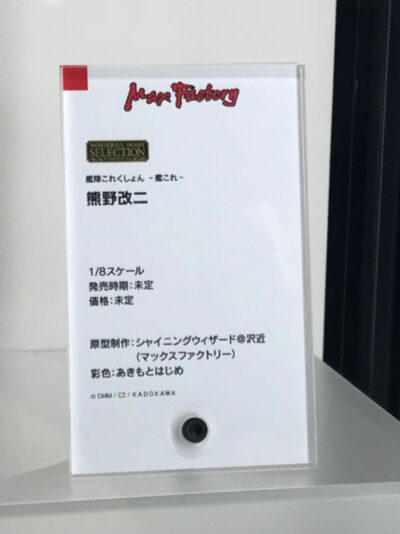 Max Factory
WONDERFUL HOBBY
SELECTION
艦隊これくしょん -艦これ-
熊野改二
1/8スケール
発売時期:未定
価格:未定
原型制作:シャイニングウィザード@沢近
(マックスファクトリー)
彩色:あきもとはじめ
© DMM / C2 / KADOKAWA